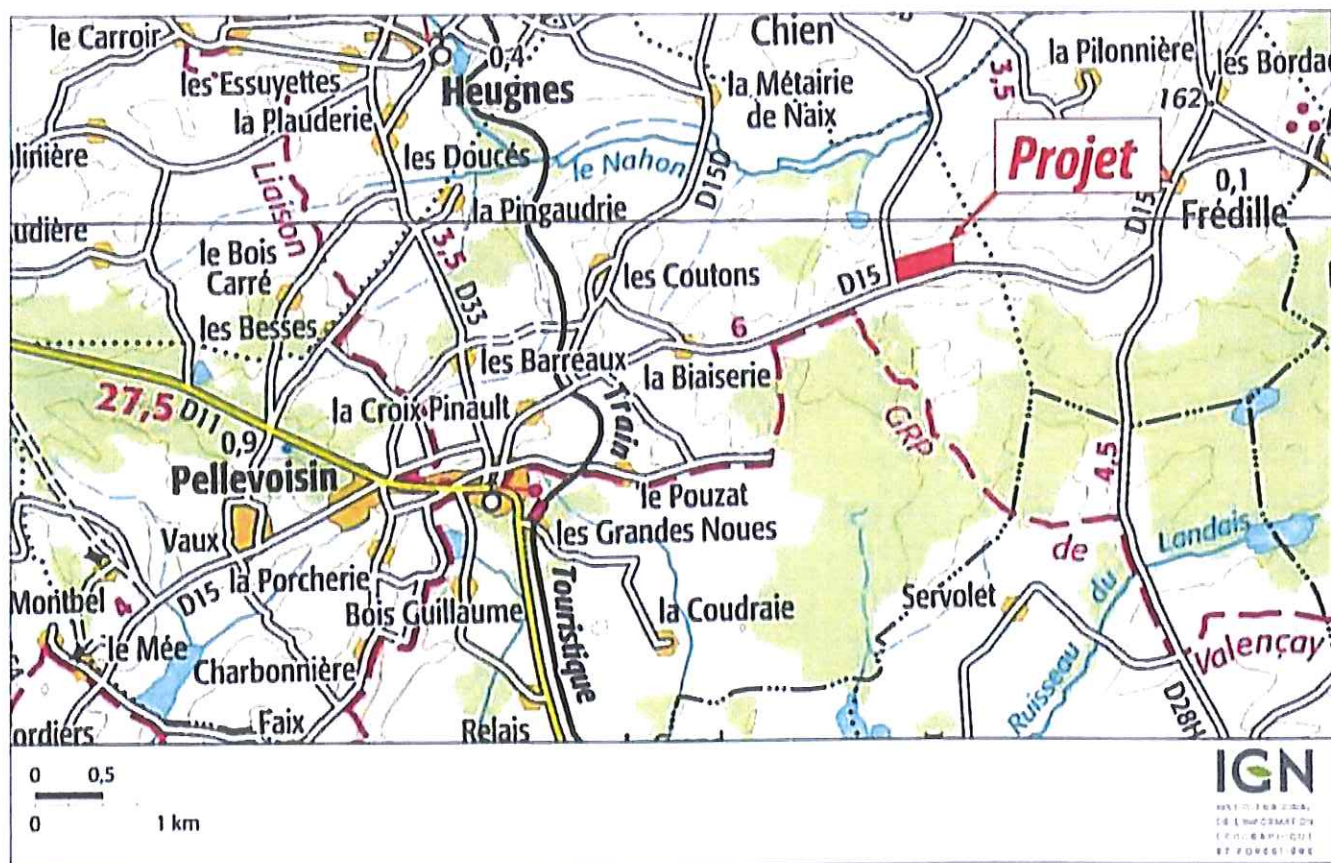 le Carroir
0,4
Chien
la Pilonnière
les Essuyettes
Heugnes
la Métairie
de Naix
3,5
162
les Bordac
la Plauderie
linière
les Doucés
le Nahon
D15D
Projet
Liaison
la Pingaudrie
0,1
Frédille
D15
udière
le Bois
Carré
3,5
D33
les Coutons
D15
les Besses
6
les Barreaux
la Biaiserie
27,5
D11
0,9
la Croix Pinault
Train
GRP
Pellevoisin
le Pouzat
4,5
Vaux
les Grandes Noues
de
Landais
la Porcherie
Montbel
4
D15
Bois Guillaume
Touristique
la Coudraie
Servolet
du
Ruisseau
le Mée
Charbonnière
Valençay
D28H
ordiers
Faix
Relais
0 0,5
0 1 km
IGN